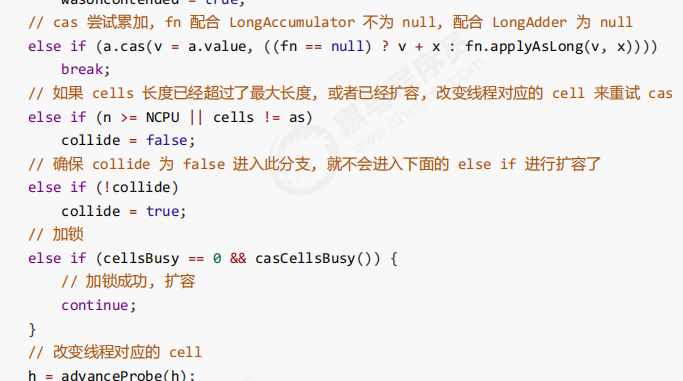 wasUncontended = true;
// cas 尝试累加, fn 配合 LongAccumulator 不为 null, 配合 LongAdder 为 null
else if (a.cas(v = a.value, ((fn == null) ? v + x : fn.applyAsLong(v, x))))
break;
// 如果 cells 长度已经超过了最大长度, 或者已经扩容, 改变线程对应的 cell 来重试 cas
else if (n >= NCPU || cells != as)
collide = false;
// 确保 collide 为 false 进入此分支, 就不会进入下面的 else if 进行扩容了
else if (!collide)
collide = true;
// 加锁
else if (cellsBusy == 0 && casCellsBusy()) {
// 加锁成功, 扩容
continue;
}
// 改变线程对应的 cell
h = advanceProbe(h);
黑马程序员